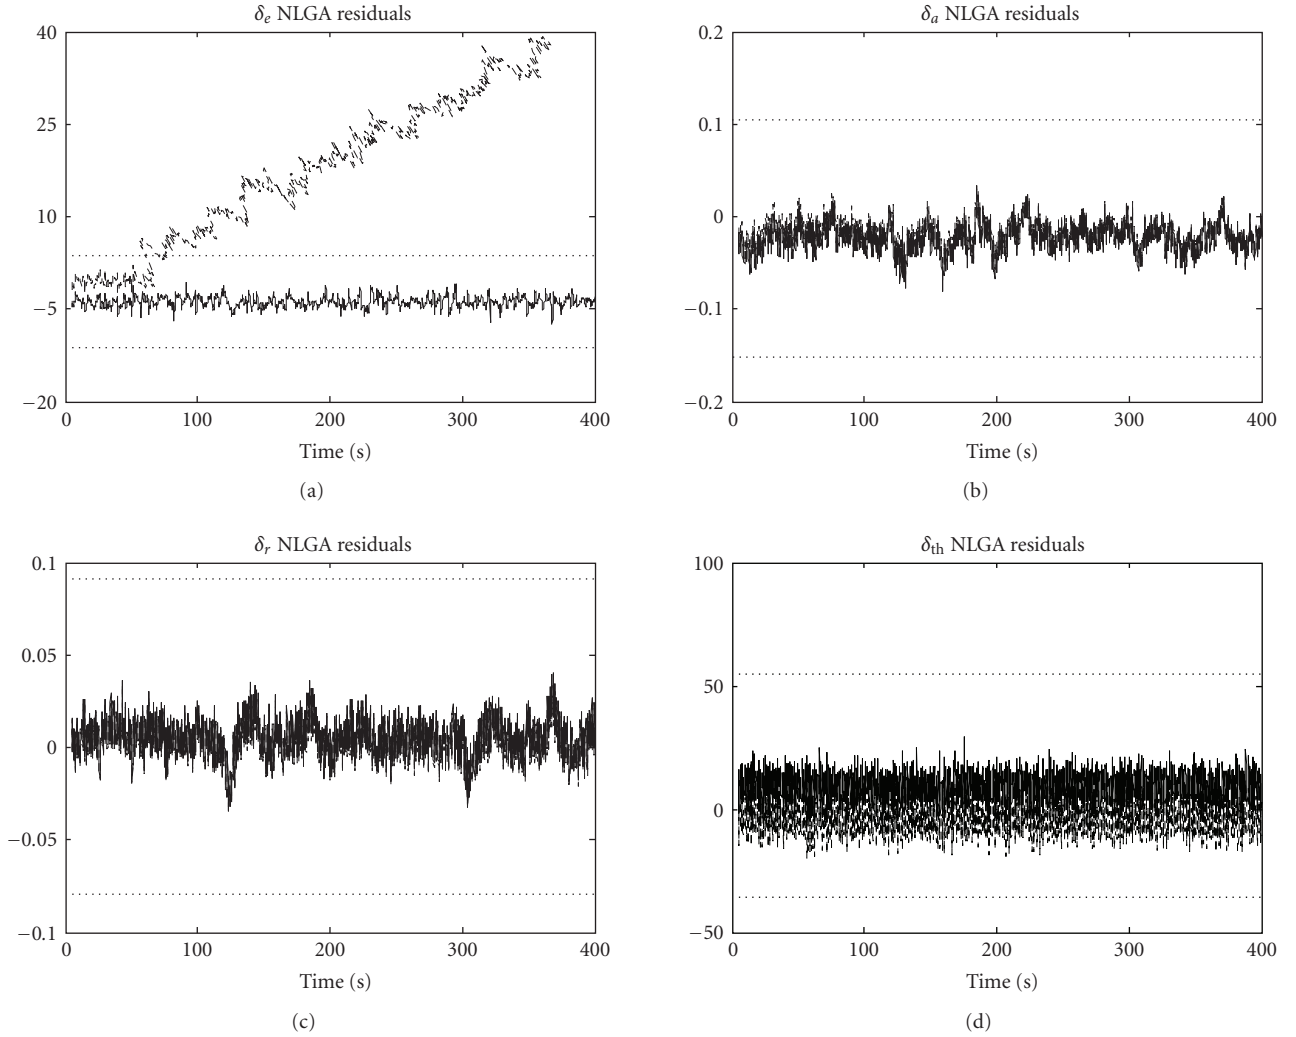 δe NLGA residuals
40
25
10
−5
−20
0 100 200 300 400
Time (s)
(a)
δa NLGA residuals
0.2
0.1
0
−0.1
−0.2
0 100 200 300 400
Time (s)
(b)
δr NLGA residuals
0.1
0.05
0
−0.05
−0.1
0 100 200 300 400
Time (s)
(c)
δth NLGA residuals
100
50
0
−50
0 100 200 300 400
Time (s)
(d)